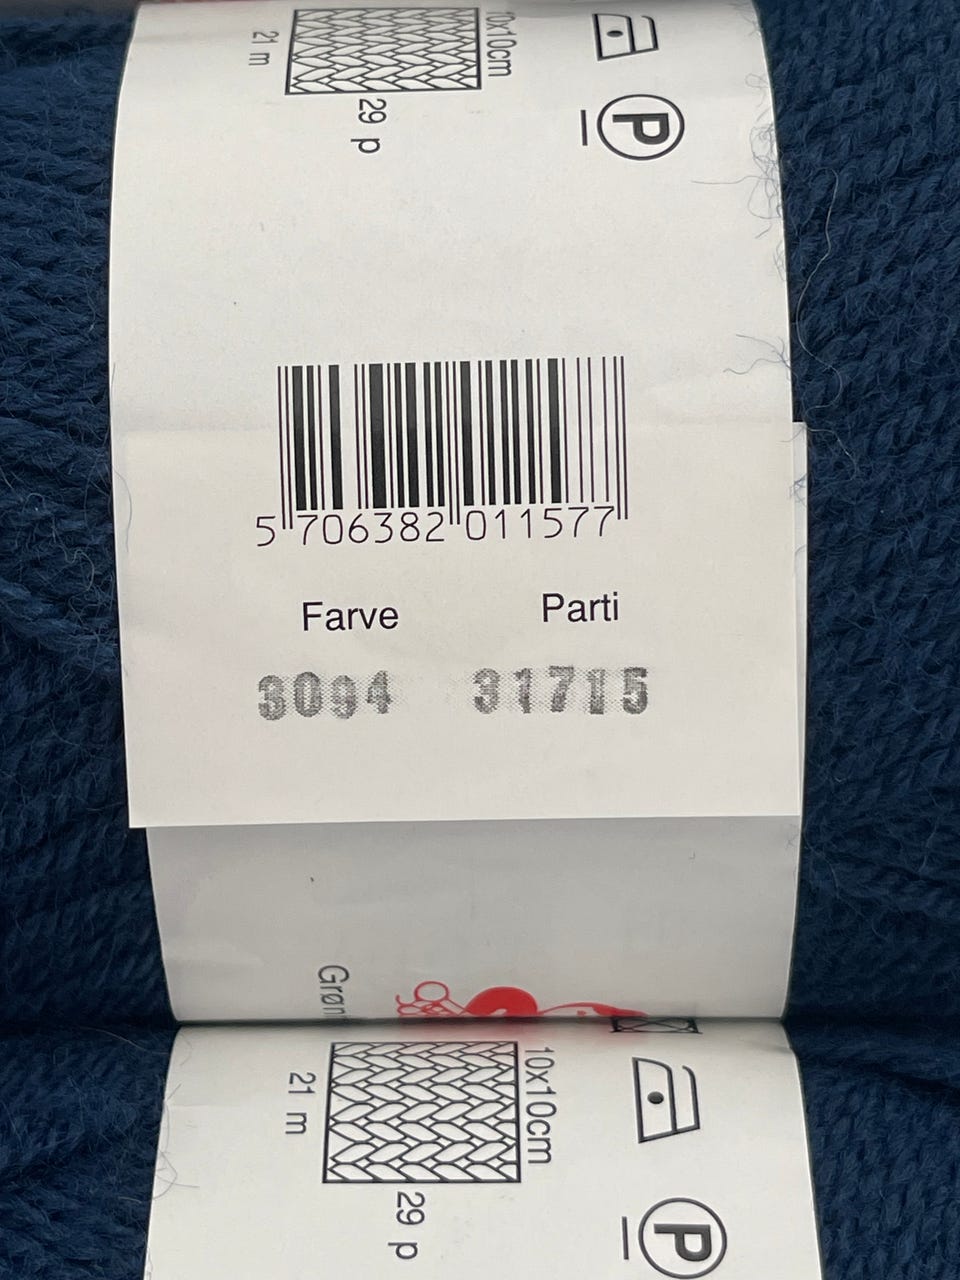 10x10cm
21 m
29 p
P
5 706382 011577
Farve Parti
3094 31715
10x10cm
21 m
29 p
P